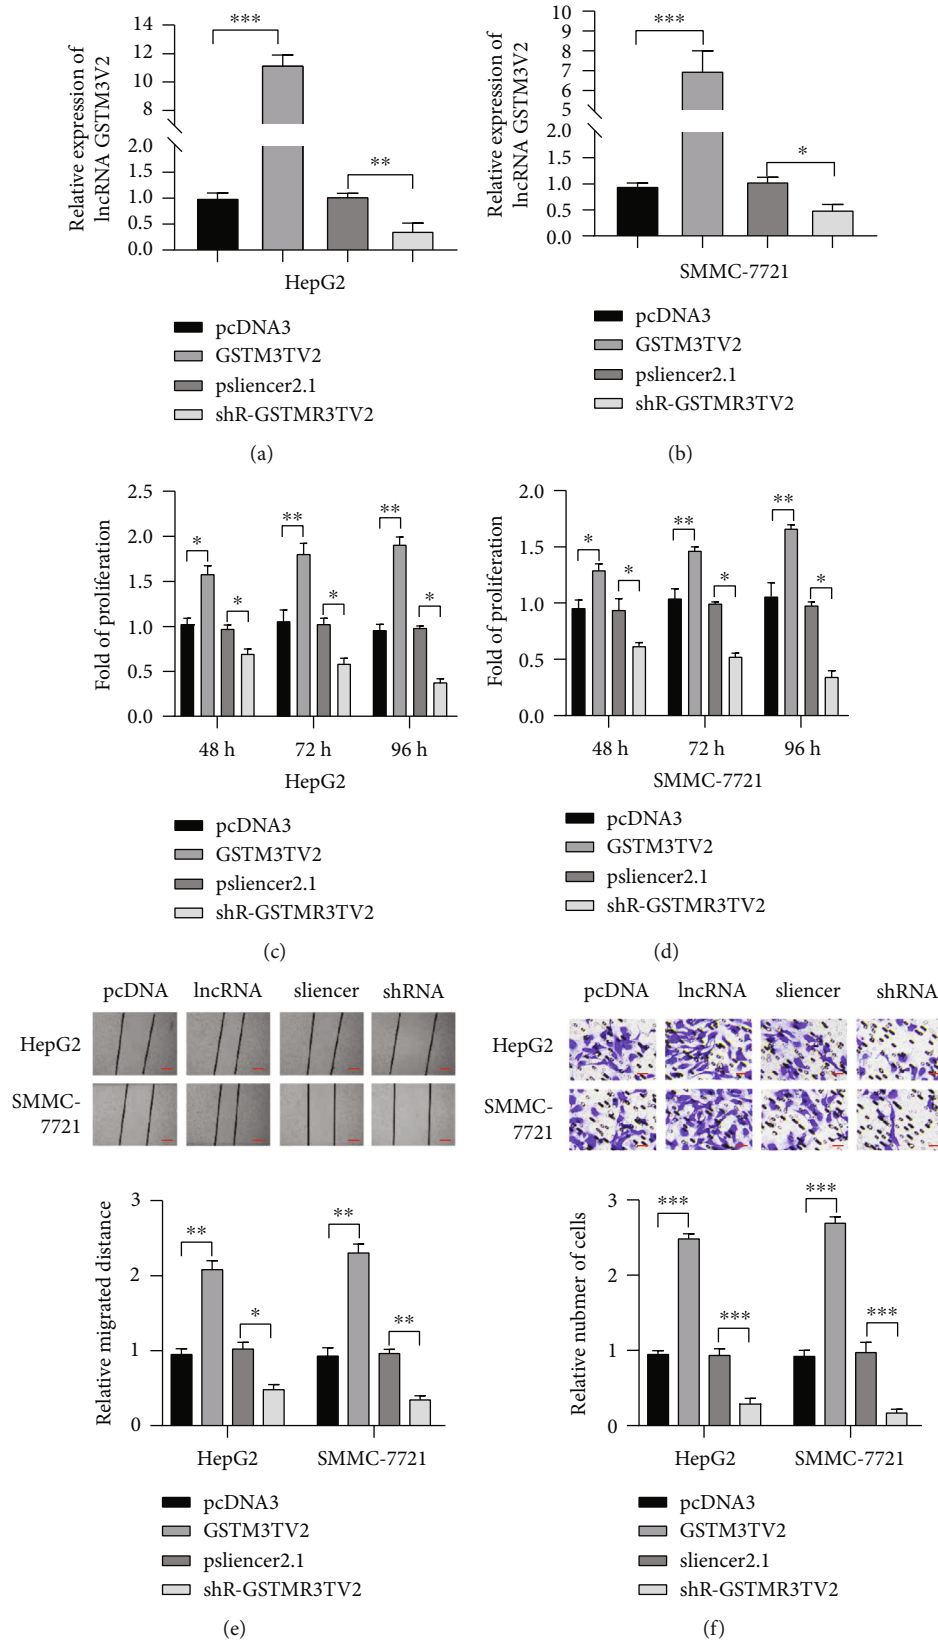 Relative expression of
lncRNA GSTM3V2
14
12
10
8
2.0
1.5
1.0
0.5
0.0
***
**
HepG2
pcDNA3
GSTM3TV2
psliencer2.1
shR-GSTMR3TV2
(a)
Relative expression of
lncRNA GSTM3V2
10
9
8
7
6
5
2.0
1.5
1.0
0.5
0.0
***
*
SMMC-7721
pcDNA3
GSTM3TV2
psliencer2.1
shR-GSTMR3TV2
(b)
Fold of proliferation
2.5
2.0
1.5
1.0
0.5
0.0
* * ** * ** *
48 h 72 h 96 h
HepG2
pcDNA3
GSTM3TV2
psliencer2.1
shR-GSTMR3TV2
(c)
Fold of proliferation
2.0
1.5
1.0
0.5
0.0
* * ** * ** *
48 h 72 h 96 h
SMMC-7721
pcDNA3
GSTM3TV2
psliencer2.1
shR-GSTMR3TV2
(d)
pcDNA lncRNA sliencer shRNA
HepG2
SMMC-
7721
Relative migrated distance
3
2
1
0
** * ** **
HepG2 SMMC-7721
pcDNA3
GSTM3TV2
psliencer2.1
shR-GSTMR3TV2
(e)
pcDNA lncRNA sliencer shRNA
HepG2
SMMC-
7721
Relative nubmer of cells
3
2
1
0
*** *** *** ***
HepG2 SMMC-7721
pcDNA3
GSTM3TV2
sliencer2.1
shR-GSTMR3TV2
(f)